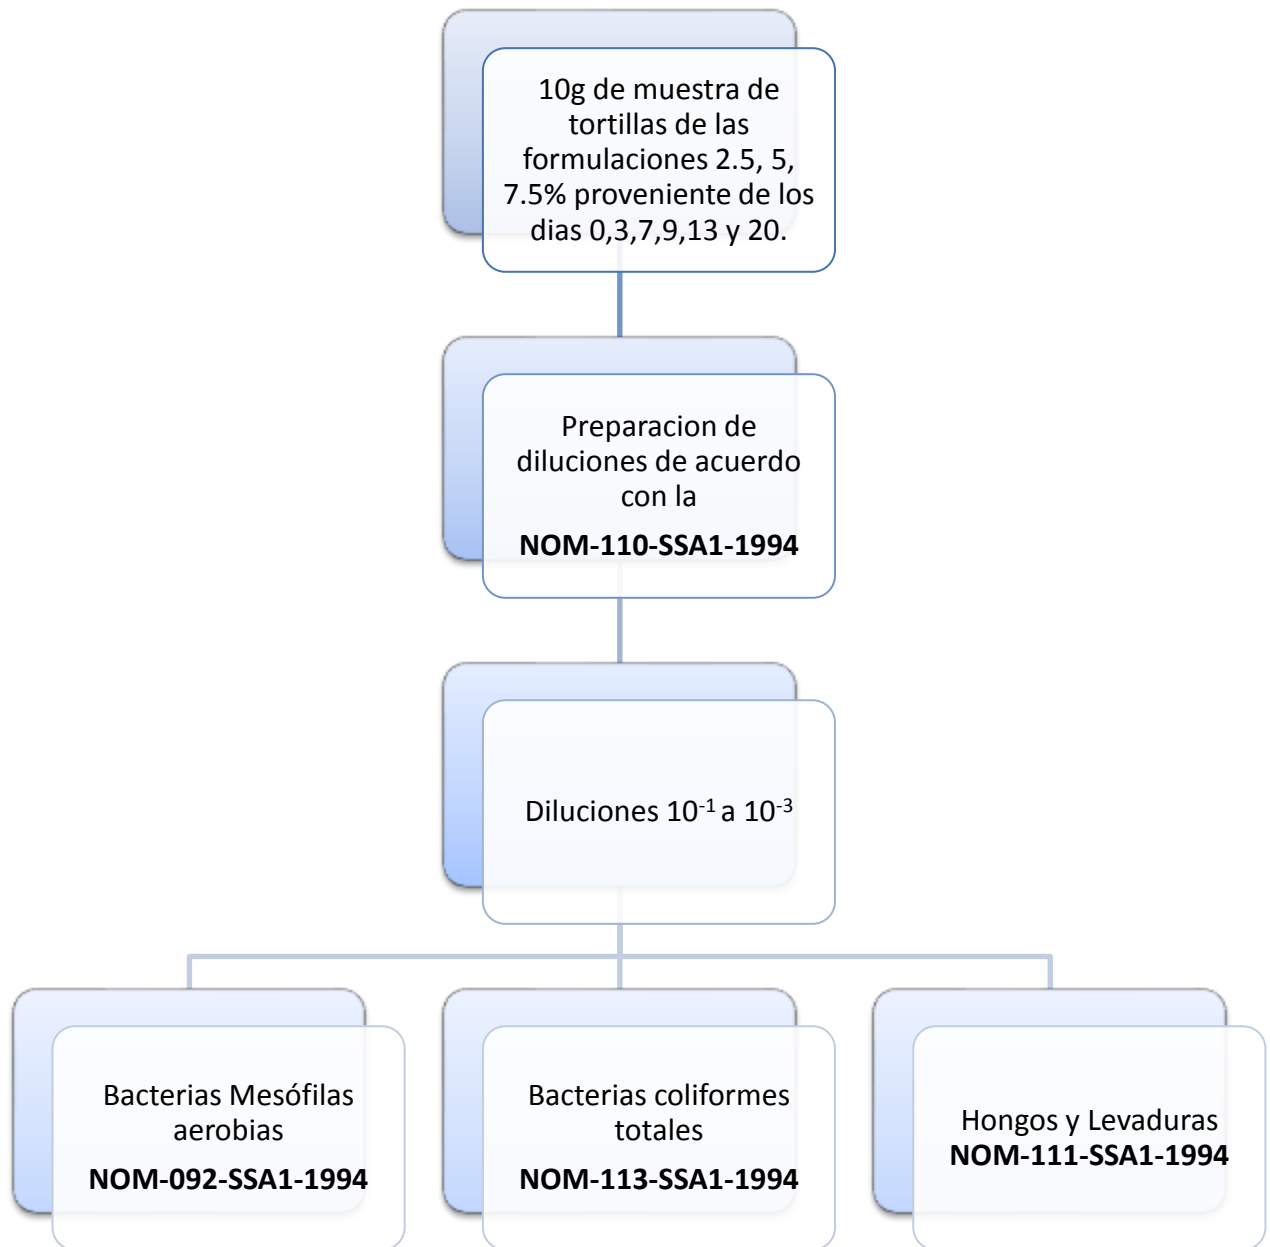 10g de muestra de
tortillas de las
formulaciones 2.5, 5,
7.5% proveniente de los
dias 0,3,7,9,13 y 20.
Preparacion de
diluciones de acuerdo
con la
NOM-110-SSA1-1994
Diluciones 10⁻¹ a 10⁻³
Bacterias Mesófilas
aerobias
NOM-092-SSA1-1994
Bacterias coliformes
totales
NOM-113-SSA1-1994
Hongos y Levaduras
NOM-111-SSA1-1994